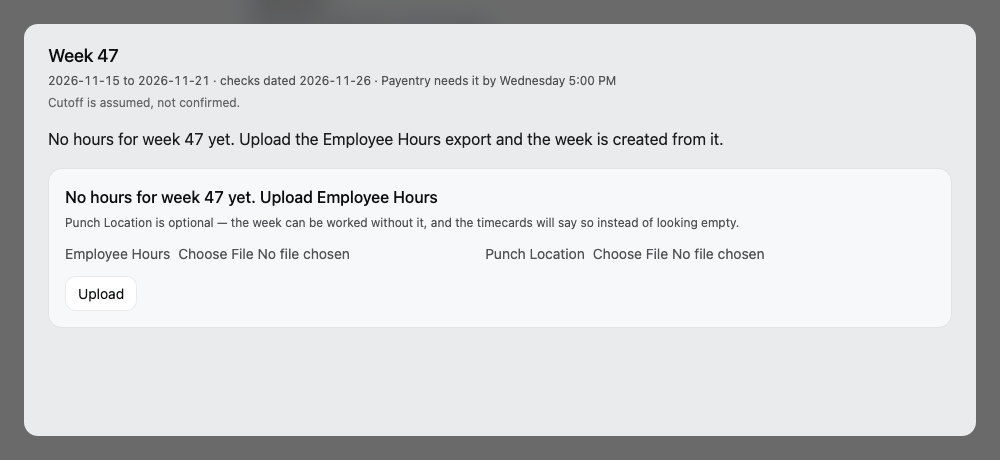 Week 47
2026-11-15 to 2026-11-21 · checks dated 2026-11-26 · Payentry needs it by Wednesday 5:00 PM
Cutoff is assumed, not confirmed.
No hours for week 47 yet. Upload the Employee Hours export and the week is created from it.
No hours for week 47 yet. Upload Employee Hours
Punch Location is optional — the week can be worked without it, and the timecards will say so instead of looking empty.
Employee Hours Choose File No file chosen Punch Location Choose File No file chosen
Upload